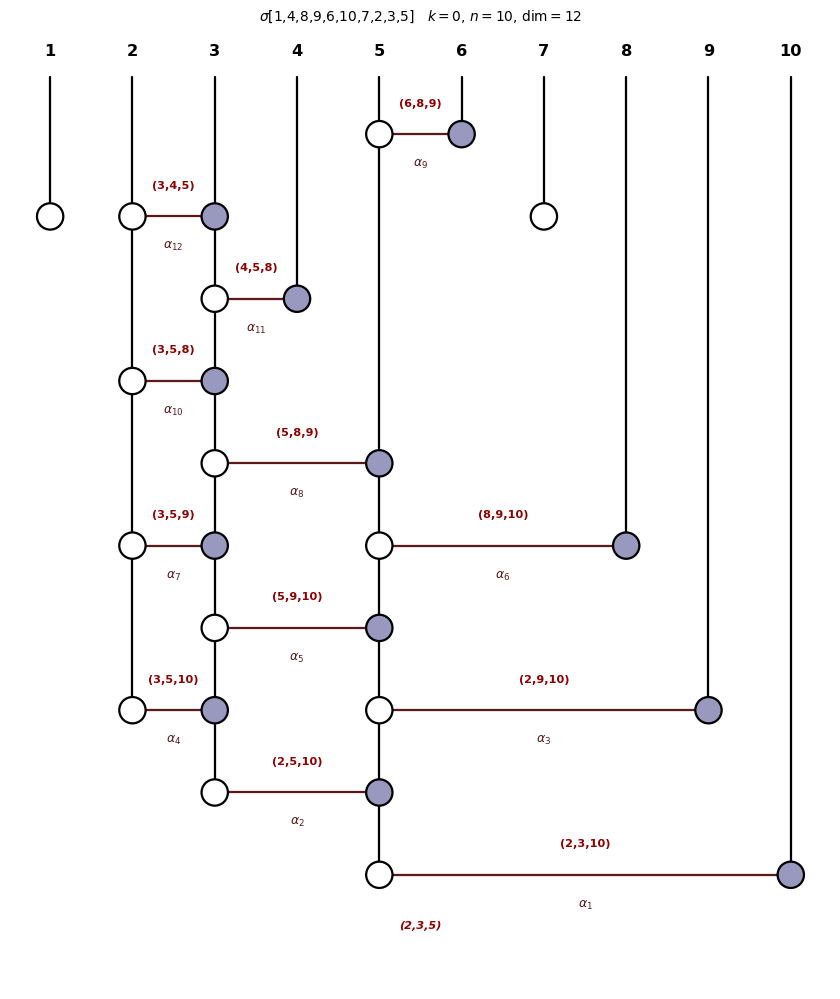 σ[1,4,8,9,6,10,7,2,3,5] k=0, n=10, dim=12
1 2 3 4 5 6 7 8 9 10
(6,8,9)
α₉
(3,4,5)
α₁₂
(4,5,8)
α₁₁
(3,5,8)
α₁₀
(5,8,9)
α₈
(3,5,9) (8,9,10)
α₇ α₆
(5,9,10)
α₅
(3,5,10) (2,9,10)
α₄ α₃
(2,5,10)
α₂
(2,3,10)
α₁
(2,3,5)